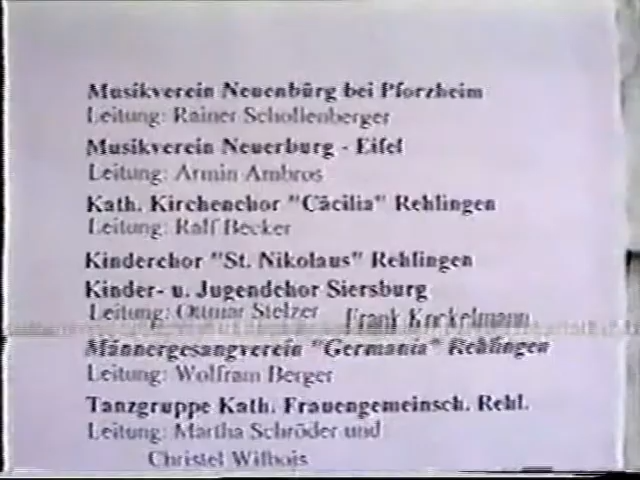 Musikverein Neuenbürg bei Pforzheim
Leitung: Rainer Schollenberger
Musikverein Neuerburg - Eifel
Leitung: Armin Ambros
Kath. Kirchenchor "Cäcilia" Rehlingen
Leitung: Ralf Becker
Kinderchor "St. Nikolaus" Rehlingen
Kinder- u. Jugendchor Siersburg
Leitung: Ottmar Stelzer Frank Kockelmann
Männergesangverein "Germania" Rehlingen
Leitung: Wolfram Berger
Tanzgruppe Kath. Frauengemeinsch. Rehl.
Leitung: Martha Schröder und
Christel Wilbois